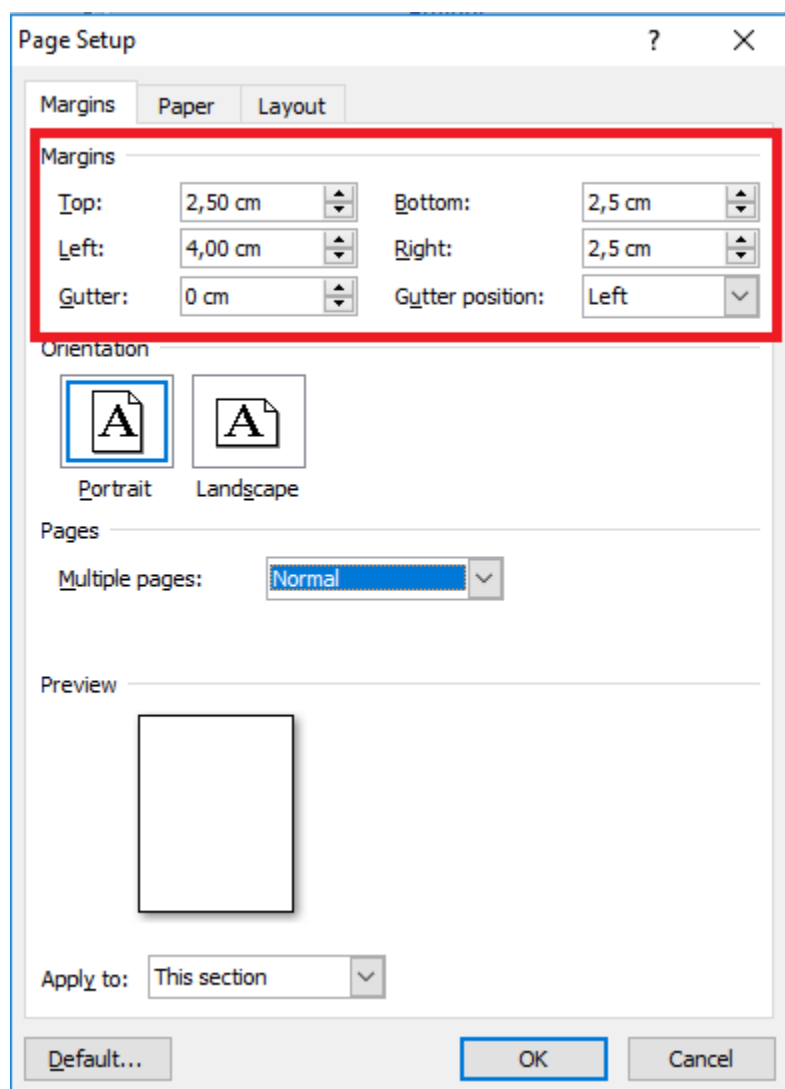 Page Setup ?
Margins Paper Layout
Margins
Top: 2,50 cm Bottom: 2,5 cm
Left: 4,00 cm Right: 2,5 cm
Gutter: 0 cm Gutter position: Left
Orientation
A A
Portrait Landscape
Pages
Multiple pages: Normal
Preview
Apply to: This section
Default... OK Cancel